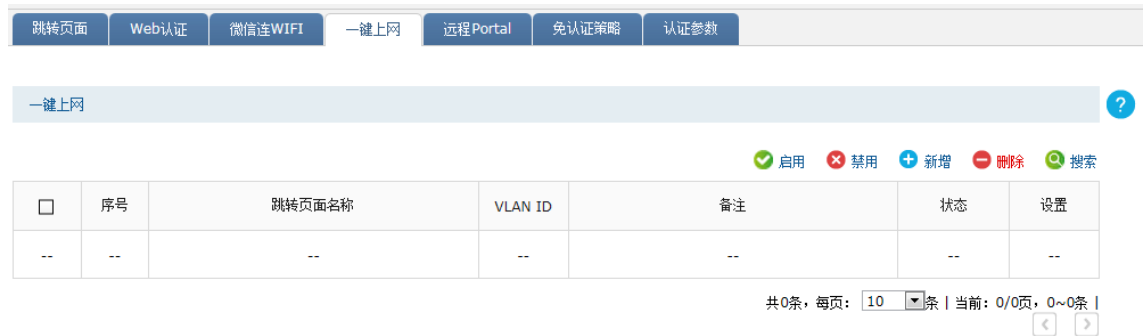 跳转页面 Web认证 微信连WIFI 一键上网 远程Portal 免认证策略 认证参数
一键上网 ?
启用 禁用 新增 删除 搜索
序号 跳转页面名称 VLAN ID 备注 状态 设置
-- -- -- -- -- -- --
共0条，每页： 10 条 | 当前：0/0页，0~0条 |
< >